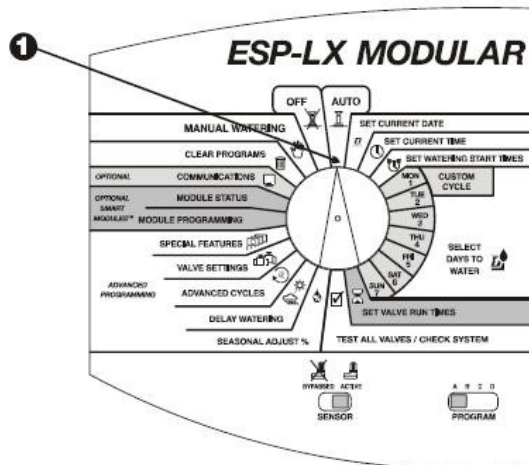 1
ESP-LX MODULAR
OFF
AUTO
MANUAL WATERING
SET CURRENT DATE
CLEAR PROGRAMS
SET CURRENT TIME
SET WATERING START TIMES
OPTIONAL
COMMUNICATIONS
MON
1
CUSTOM
CYCLE
OPTIONAL
SMART
MODULES™
MODULE STATUS
MODULE PROGRAMMING
TUE
2
WED
3
THU
4
FRI
5
SAT
6
SUN
7
SELECT
DAYS TO
WATER
SPECIAL FEATURES
VALVE SETTINGS
ADVANCED
PROGRAMMING
ADVANCED CYCLES
DELAY WATERING
SEASONAL ADJUST %
SET VALVE RUN TIMES
TEST ALL VALVES / CHECK SYSTEM
BYPASSED ACTIVE
SENSOR
A B C D
PROGRAM